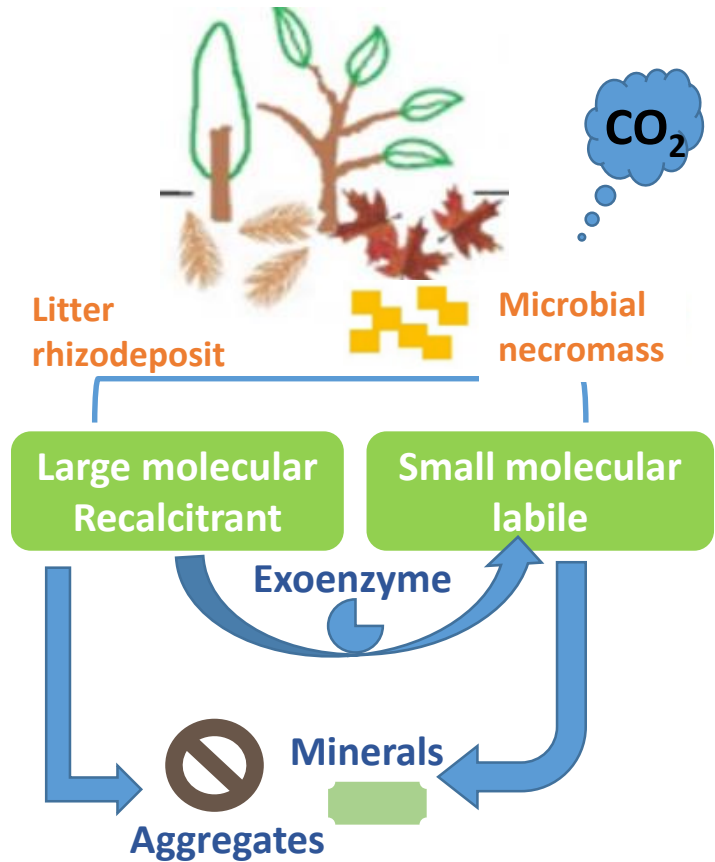 CO₂
Litter
rhizodeposit
Microbial
necromass
Large molecular
Recalcitrant
Small molecular
labile
Exoenzyme
Minerals
Aggregates